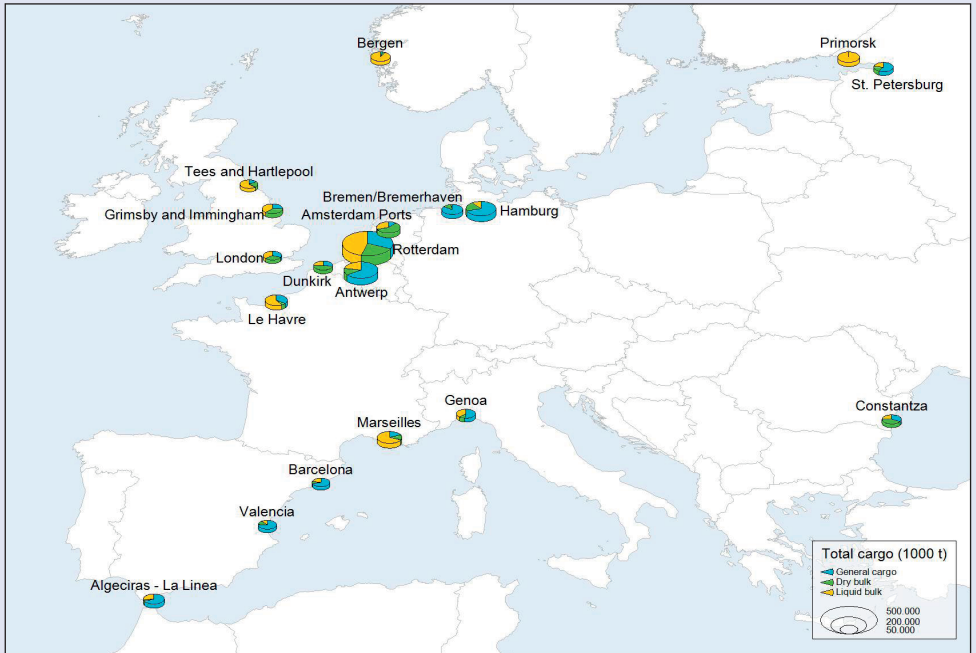 Bergen
Primorsk
St. Petersburg
Tees and Hartlepool
Bremen/Bremerhaven
Grimsby and Immingham
Amsterdam Ports
Hamburg
London
Rotterdam
Dunkirk
Antwerp
Le Havre
Genoa
Constantza
Marseilles
Barcelona
Valencia
Algeciras - La Linea
Total cargo (1000 t)
General cargo
Dry bulk
Liquid bulk
500.000
200.000
50.000